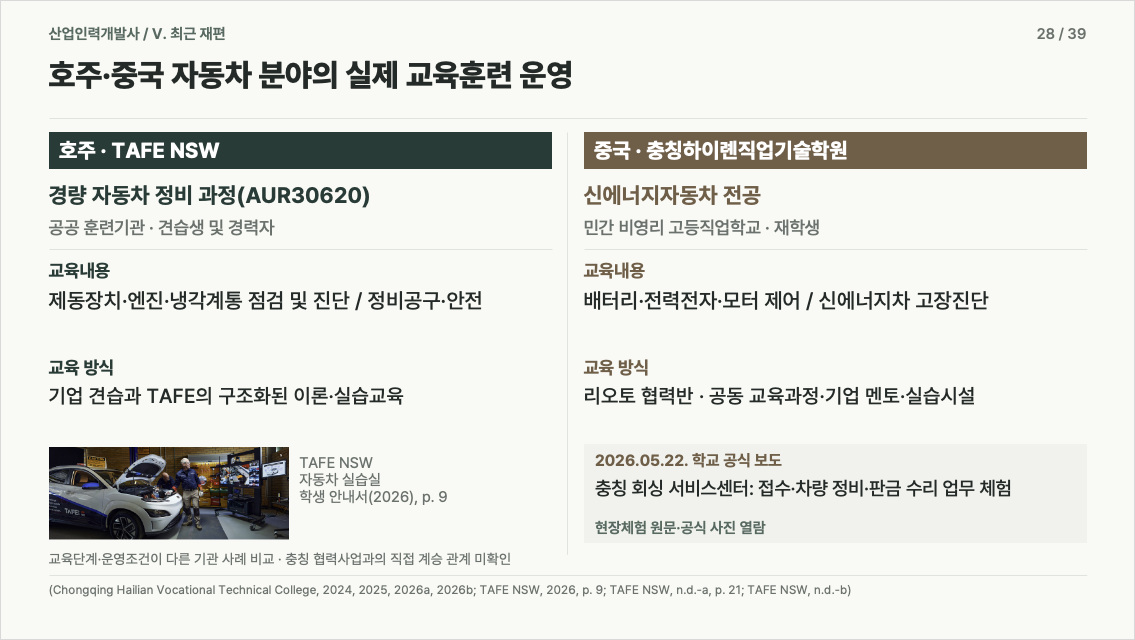 산업인력개발사 / V. 최근 재편
28 / 39
호주·중국 자동차 분야의 실제 교육훈련 운영
호주 · TAFE NSW
경량 자동차 정비 과정(AUR30620)
공공 훈련기관 · 견습생 및 경력자
교육내용
제동장치·엔진·냉각계통 점검 및 진단 / 정비공구·안전
교육 방식
기업 견습과 TAFE의 구조화된 이론·실습교육
TAFE
TAFE NSW
자동차 실습실
학생 안내서(2026), p. 9
중국 · 충칭하이롄직업기술학원
신에너지자동차 전공
민간 비영리 고등직업학교 · 재학생
교육내용
배터리·전력전자·모터 제어 / 신에너지차 고장진단
교육 방식
리오토 협력반 · 공동 교육과정·기업 멘토·실습시설
2026.05.22. 학교 공식 보도
충칭 회싱 서비스센터: 접수·차량 정비·판금 수리 업무 체험
현장체험 원문·공식 사진 열람
교육단계·운영조건이 다른 기관 사례 비교 · 충칭 협력사업과의 직접 계승 관계 미확인
(Chongqing Hailian Vocational Technical College, 2024, 2025, 2026a, 2026b; TAFE NSW, 2026, p. 9; TAFE NSW, n.d.-a, p. 21; TAFE NSW, n.d.-b)